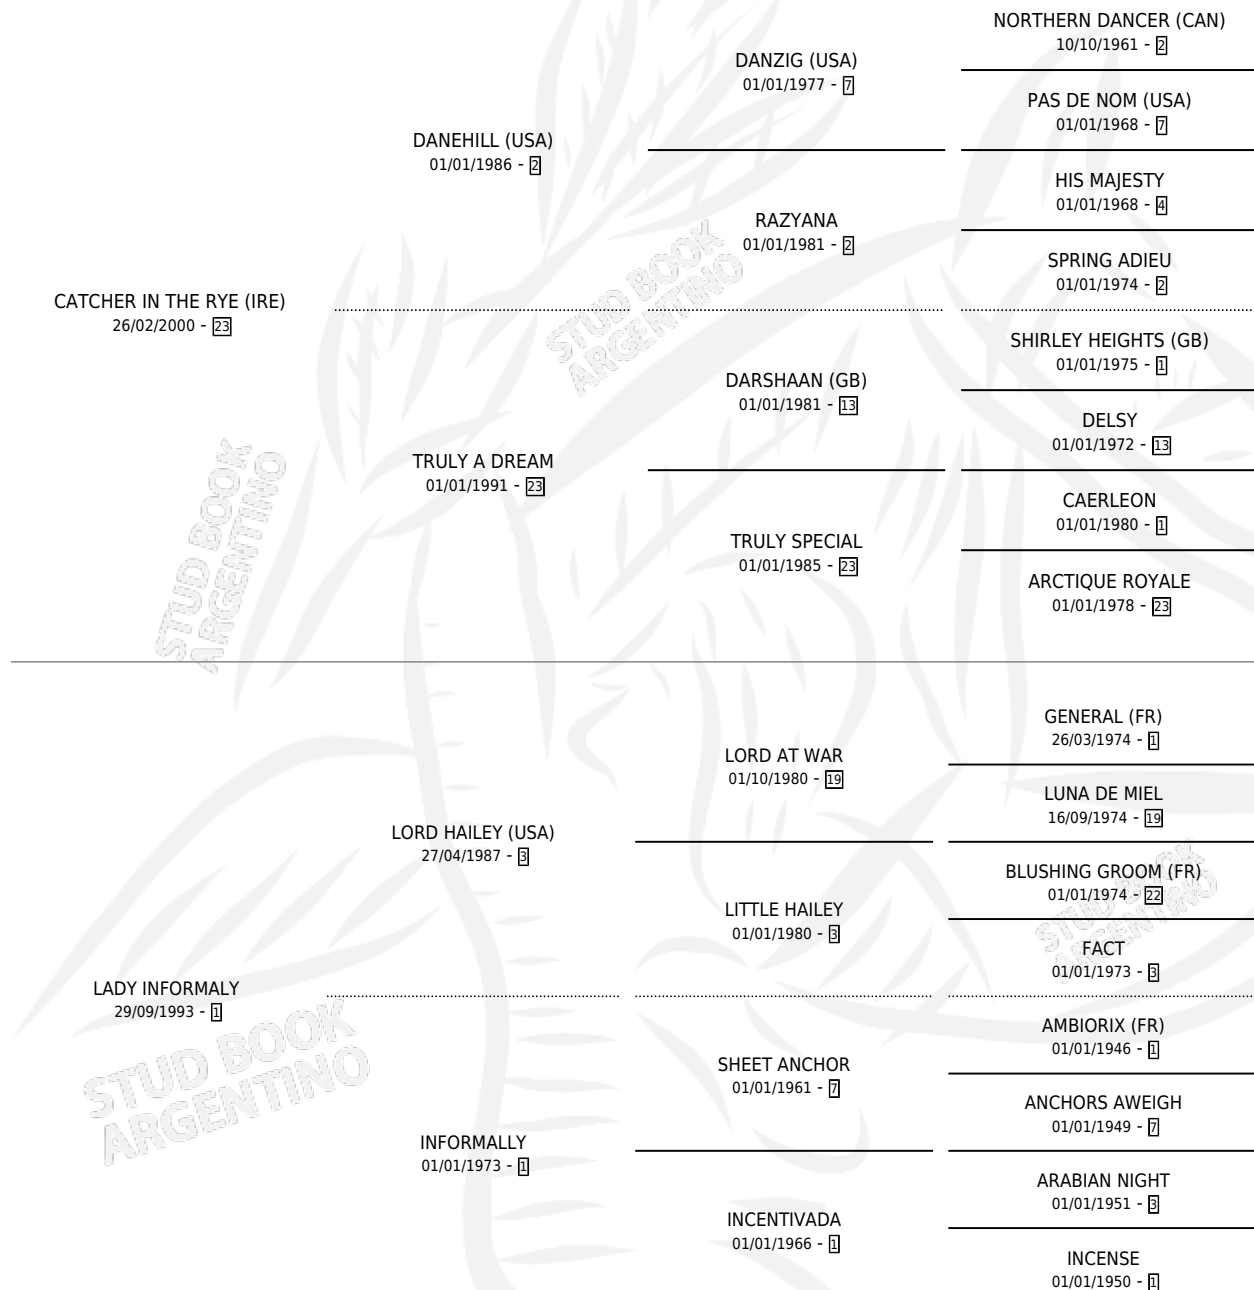 NORTHERN DANCER (CAN)
10/10/1961 - 2
DANZIG (USA)
01/01/1977 - 7
PAS DE NOM (USA)
01/01/1968 - 7
DANEHILL (USA)
01/01/1986 - 2
HIS MAJESTY
01/01/1968 - 4
RAZYANA
01/01/1981 - 2
SPRING ADIEU
01/01/1974 - 2
CATCHER IN THE RYE (IRE)
26/02/2000 - 23
SHIRLEY HEIGHTS (GB)
01/01/1975 - 1
DARSHAAN (GB)
01/01/1981 - 13
DELSY
01/01/1972 - 13
TRULY A DREAM
01/01/1991 - 23
CAERLEON
01/01/1980 - 1
TRULY SPECIAL
01/01/1985 - 23
ARCTIQUE ROYALE
01/01/1978 - 23
STUD BOOK
ARGENTINO
STUD BOOK
ARGENTINO
GENERAL (FR)
26/03/1974 - 1
LORD AT WAR
01/10/1980 - 19
LUNA DE MIEL
16/09/1974 - 19
LORD HAILEY (USA)
27/04/1987 - 3
BLUSHING GROOM (FR)
01/01/1974 - 22
LITTLE HAILEY
01/01/1980 - 3
FACT
01/01/1973 - 3
STUD BOOK
ARGENTINO
LADY INFORMALY
29/09/1993 - 1
AMBIORIX (FR)
01/01/1946 - 1
SHEET ANCHOR
01/01/1961 - 7
ANCHORS AWEIGH
01/01/1949 - 7
STUD BOOK
ARGENTINO
INFORMALLY
01/01/1973 - 1
ARABIAN NIGHT
01/01/1951 - 3
INCENTIVADA
01/01/1966 - 1
INCENSE
01/01/1950 - 1